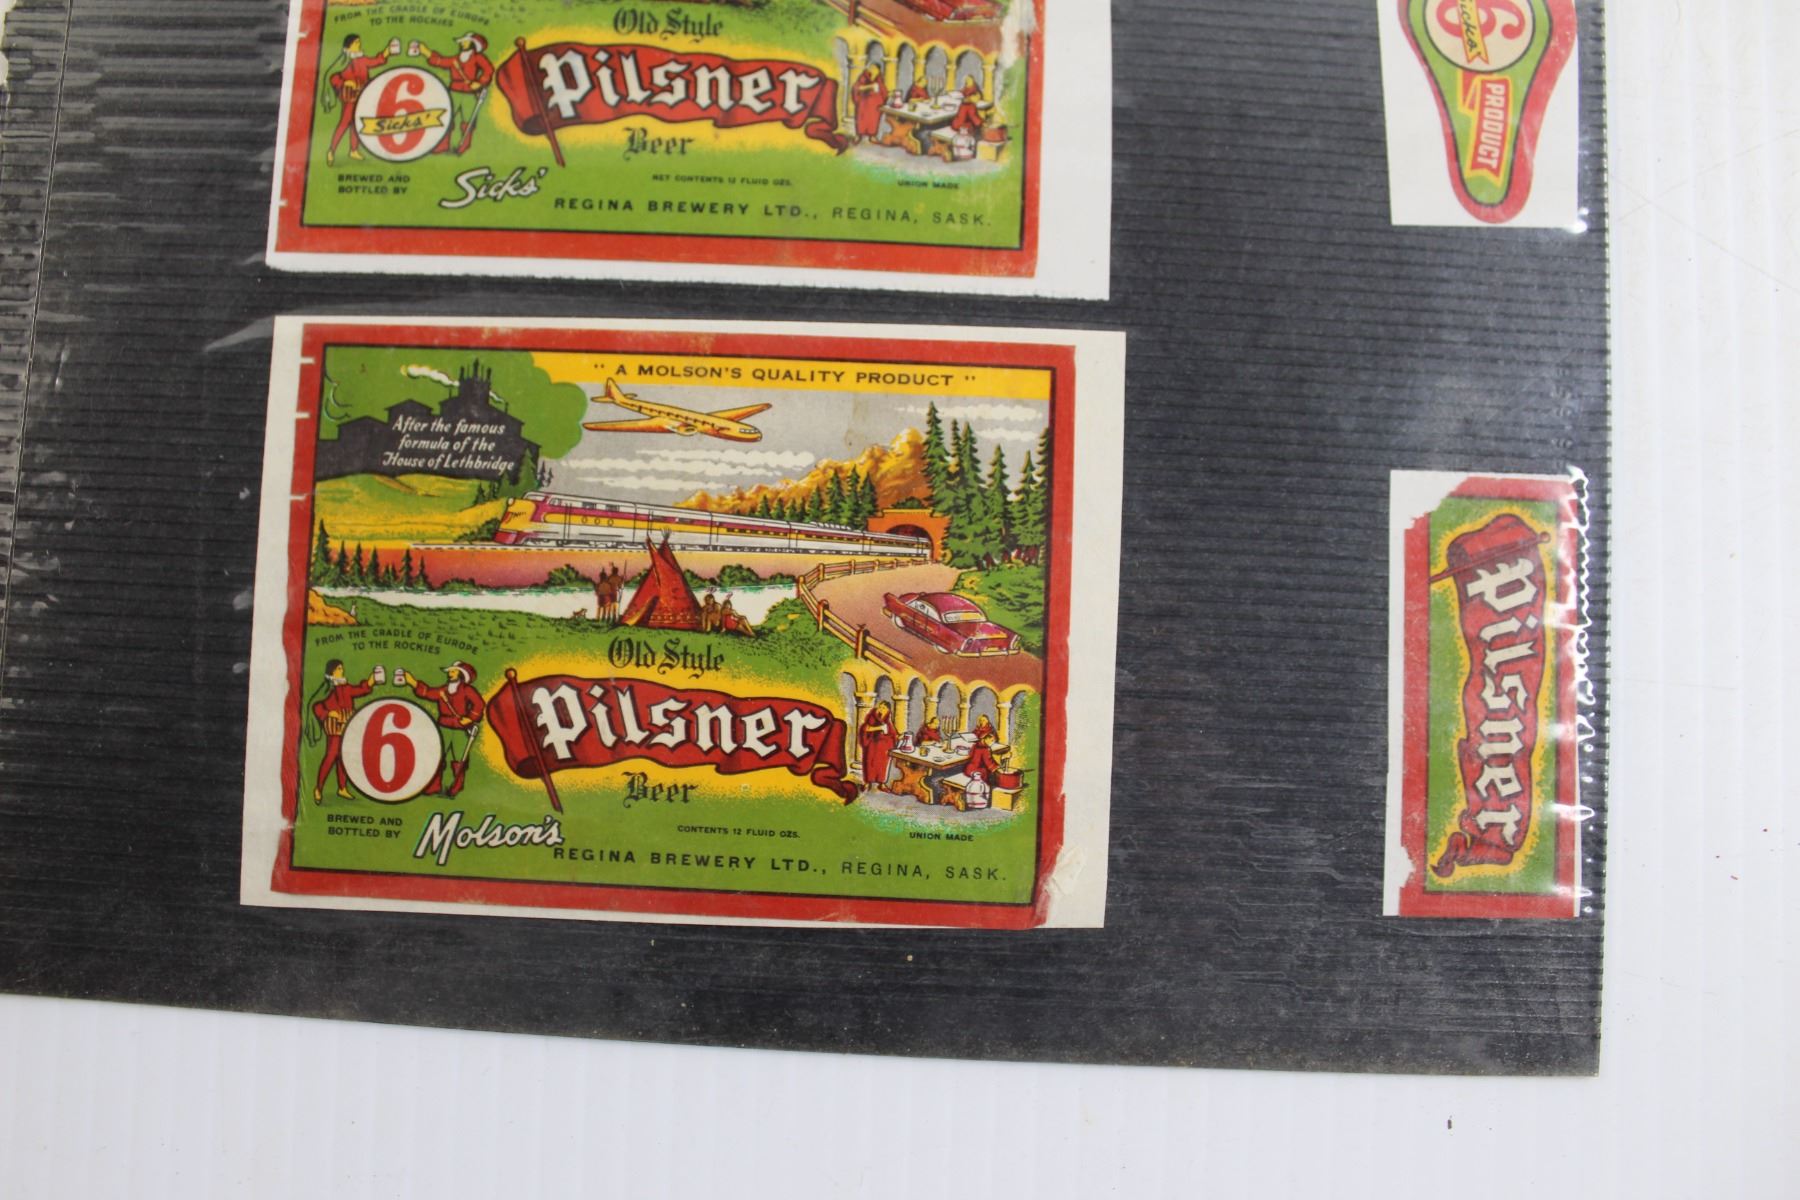 FROM THE CRADLE OF EUROPE
TO THE ROCKIES
Old Style
Pilsner
Beer
6
Sicks'
BREWED AND
BOTTLED BY
Sicks'
NET CONTENTS 12 FLUID OZS.
UNION MADE
REGINA BREWERY LTD., REGINA, SASK.
6
Sicks
PRODUCT
" A MOLSON'S QUALITY PRODUCT "
After the famous
formula of the
House of Lethbridge
FROM THE CRADLE OF EUROPE
TO THE ROCKIES
Old Style
Pilsner
Beer
6
BREWED AND
BOTTLED BY
Molson's
CONTENTS 12 FLUID OZS.
UNION MADE
REGINA BREWERY LTD., REGINA, SASK.
Pilsner